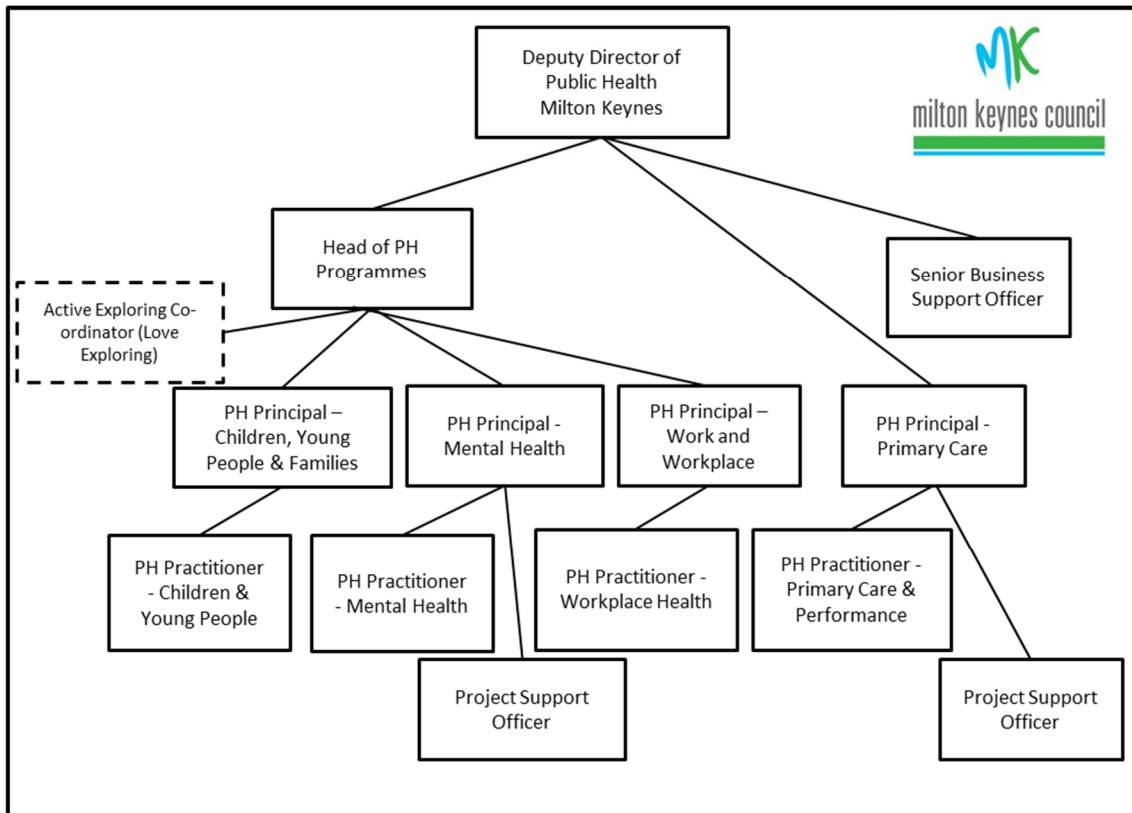 Deputy Director of
Public Health
Milton Keynes
MK
milton keynes council
Head of PH
Programmes
Senior Business
Support Officer
Active Exploring Co-
ordinator (Love
Exploring)
PH Principal –
Children, Young
People & Families
PH Principal -
Mental Health
PH Principal –
Work and
Workplace
PH Principal -
Primary Care
PH Practitioner
- Children &
Young People
PH Practitioner
- Mental Health
PH Practitioner -
Workplace Health
PH Practitioner -
Primary Care &
Performance
Project Support
Officer
Project Support
Officer